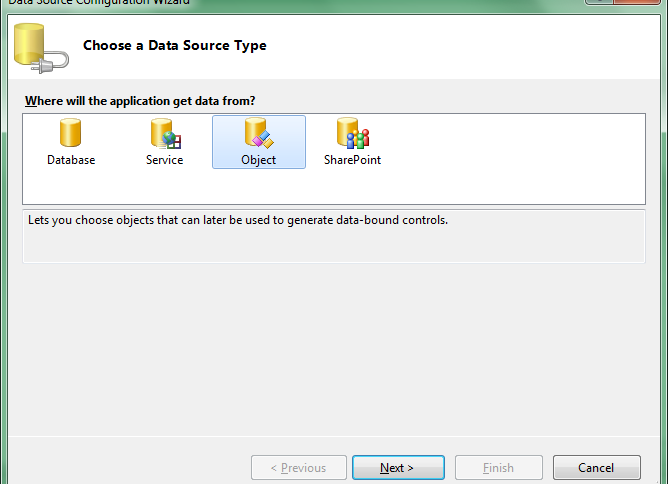 Data Source Configuration Wizard
Choose a Data Source Type
Where will the application get data from?
Database Service Object SharePoint
Lets you choose objects that can later be used to generate data-bound controls.
< Previous Next > Finish Cancel